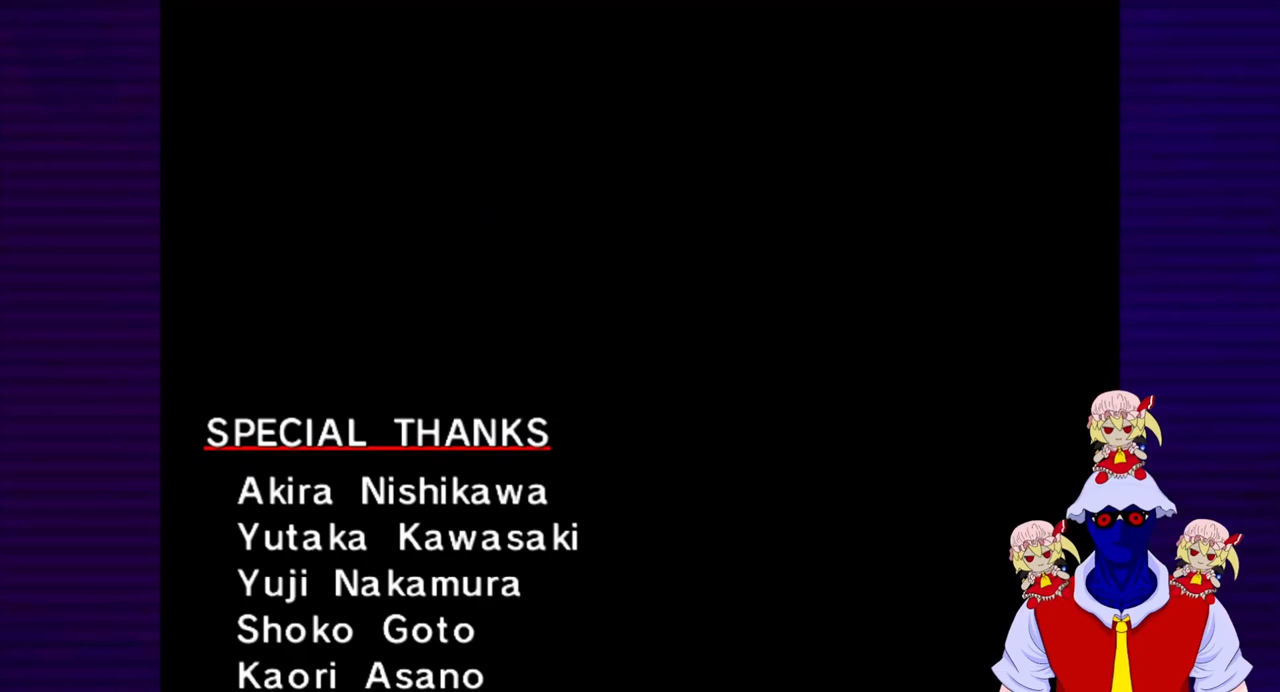 SPECIAL THANKS
Akira Nishikawa
Yutaka Kawasaki
Yuji Nakamura
Shoko Goto
Kaori Asano